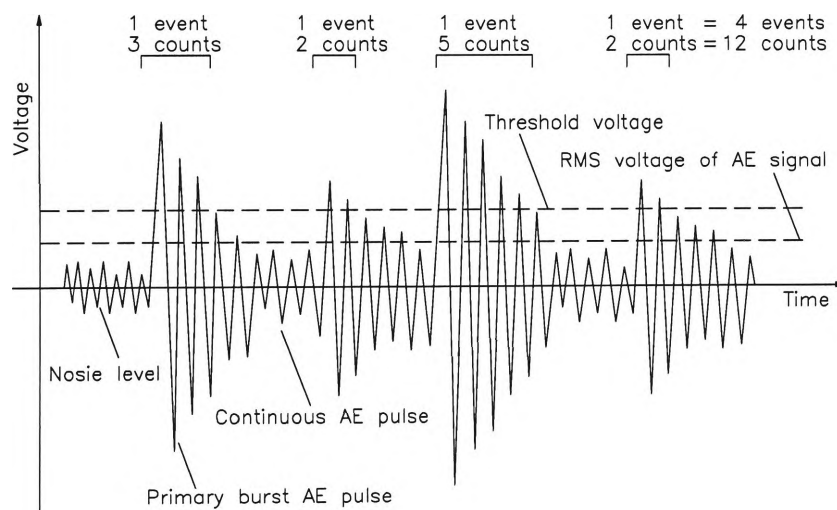 1 event
3 counts
1 event
2 counts
1 event
5 counts
1 event = 4 events
2 counts = 12 counts
Voltage
Threshold voltage
RMS voltage of AE signal
Time
Nosie level
Continuous AE pulse
Primary burst AE pulse